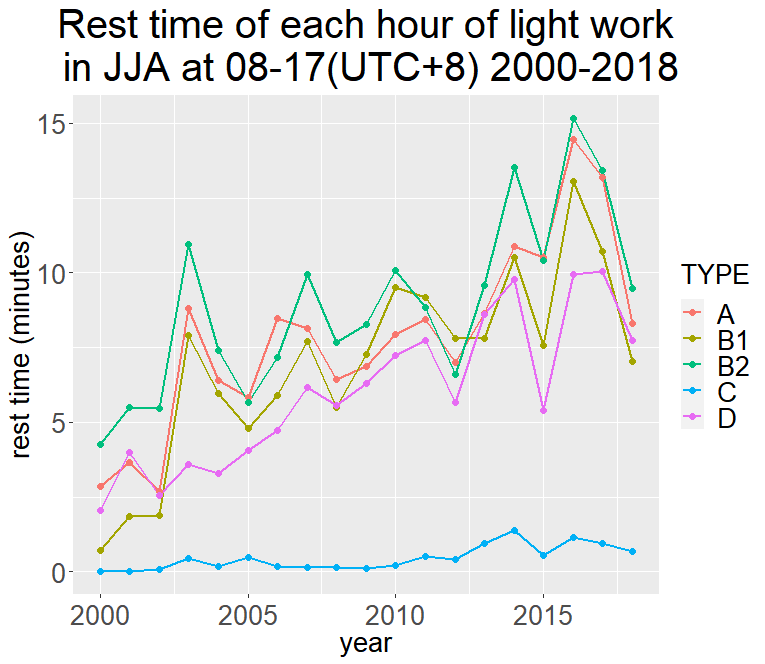 Rest time of each hour of light work
in JJA at 08-17(UTC+8) 2000-2018
rest time (minutes)
15
10
5
0
2000 2005 2010 2015
year
TYPE
A
B1
B2
C
D